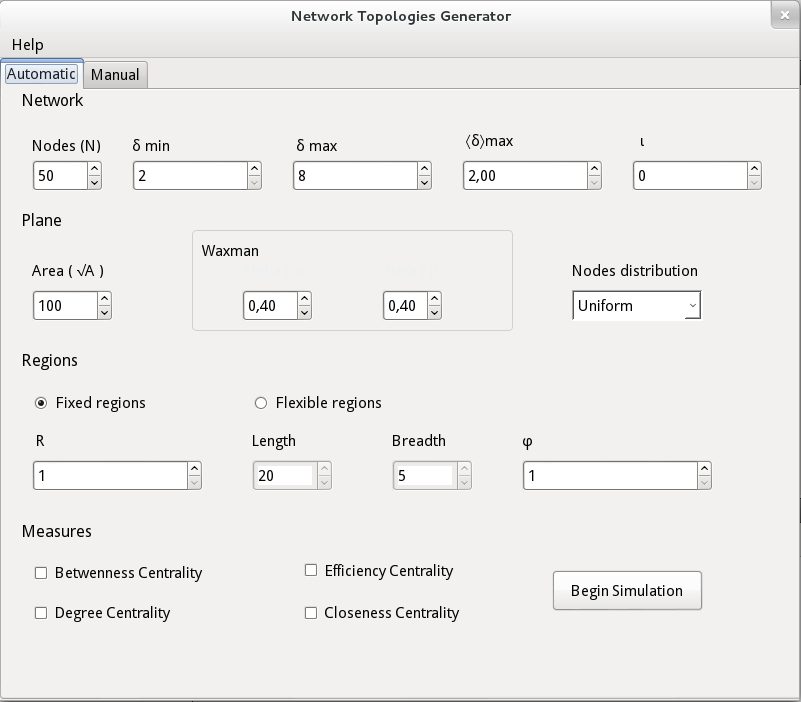 Network Topologies Generator
Help
Automatic Manual
Network
Nodes (N) δ min δ max ⟨δ⟩max ι
50 2 8 2,00 0
Plane
Waxman
Area ( √A ) Nodes distribution
100 0,40 0,40 Uniform
Regions
Fixed regions Flexible regions
R Length Breadth φ
1 20 5 1
Measures
Betwenness Centrality Efficiency Centrality
Begin Simulation
Degree Centrality Closeness Centrality